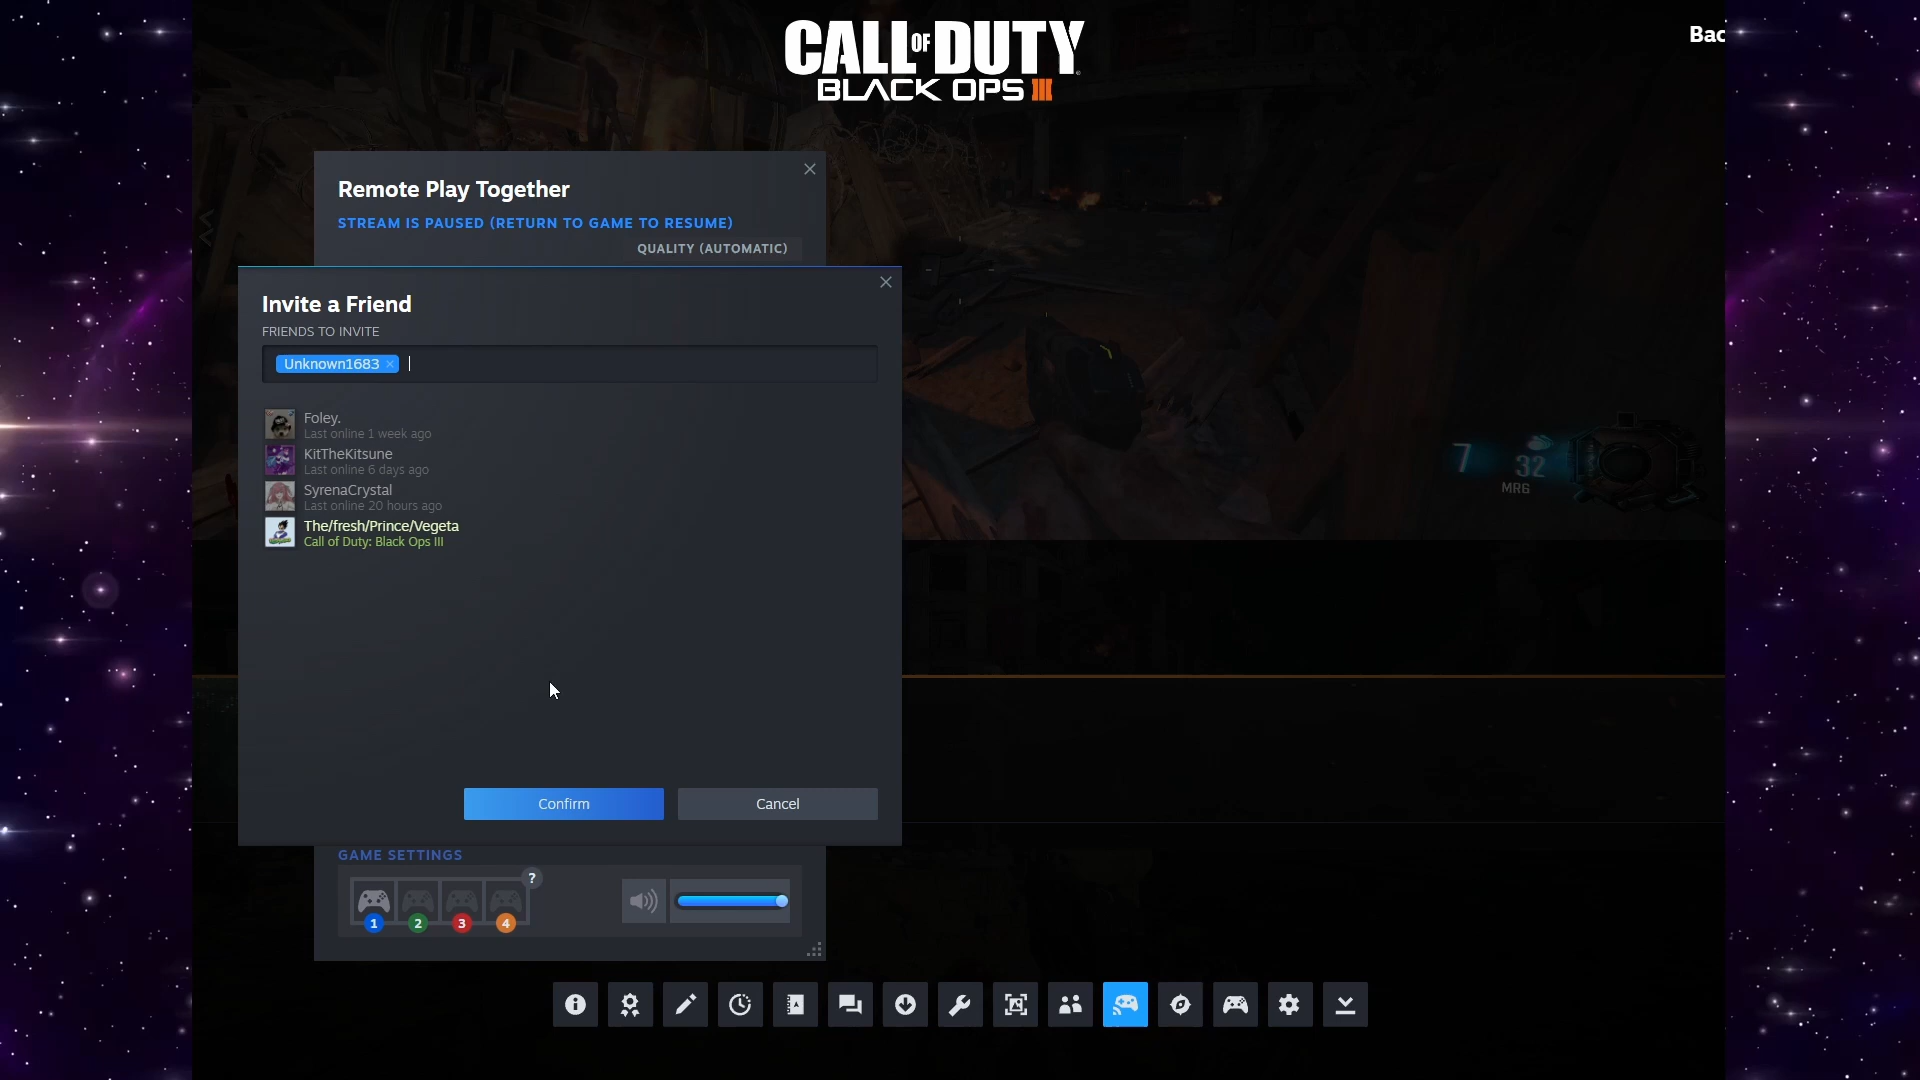 CALL OF DUTY
BLACK OPS III
Bac
Remote Play Together
STREAM IS PAUSED (RETURN TO GAME TO RESUME)
QUALITY (AUTOMATIC)
Invite a Friend
FRIENDS TO INVITE
Unknown1683 ×
Foley.
Last online 1 week ago
KitTheKitsune
Last online 6 days ago
SyrenaCrystal
Last online 20 hours ago
The/fresh/Prince/Vegeta
Call of Duty: Black Ops III
7
32
MR6
Confirm
Cancel
GAME SETTINGS
?
1 2 3 4